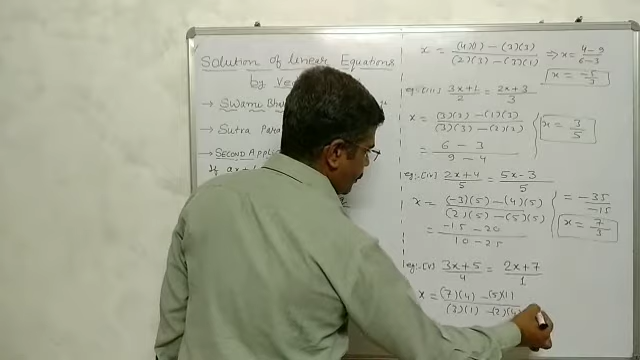 Solution of linear Equations
by
→ Swami
→ Sutra Para
→ SECOND APPLIC
If ax +
x = (4)(1) - (3)(3) / (2)(3) - (3)(1) ⇒ x = 4 - 9 / 6 - 3
x = -5/3
eg:- (iii) 3x+1 / 2 = 2x+3 / 3
x = (3)(2) - (1)(3) / (3)(3) - (2)(2)
x = 3/5
= 6 - 3 / 9 - 4
eg:- (iv) 2x+4 / 5 = 5x-3 / 5
x = (-3)(5) - (4)(5) / (2)(5) - (5)(5)
= -35 / -15
= -15 - 20 / 10 - 25
x = 7/3
eg:- (v) 3x+5 / 4 = 2x+7 / 1
x = (7)(4) - (5)(1) / (3)(1) - (2)(4)